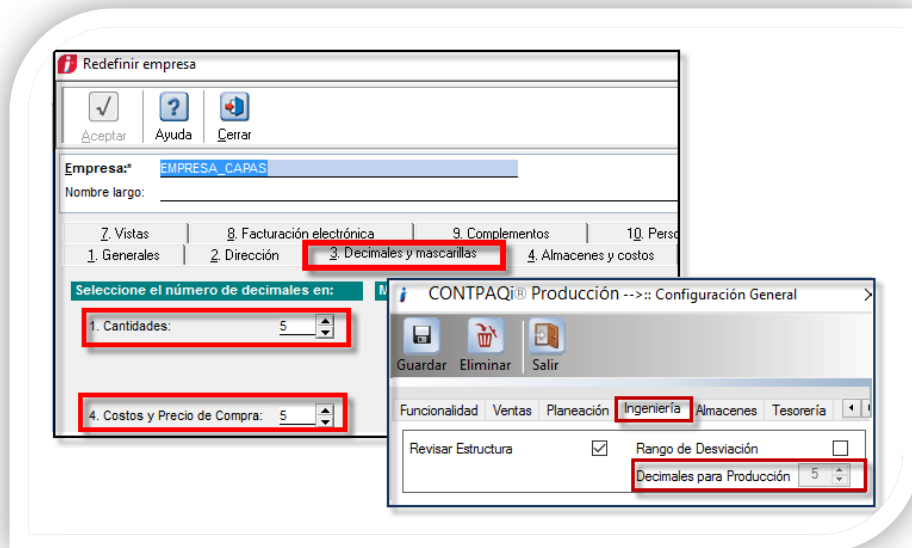 Redefinir empresa
Aceptar Ayuda Cerrar
Empresa:* EMPRESA_CAPAS
Nombre largo:
7. Vistas 8. Facturación electrónica 9. Complementos 10. Perso
1. Generales 2. Dirección 3. Decimales y mascarillas 4. Almacenes y costos
Seleccione el número de decimales en: M
1. Cantidades: 5
4. Costos y Precio de Compra: 5
CONTPAQi® Producción -->:: Configuración General
Guardar Eliminar Salir
Funcionalidad Ventas Planeación Ingeniería Almacenes Tesorería
Revisar Estructura Rango de Desviación
Decimales para Producción 5